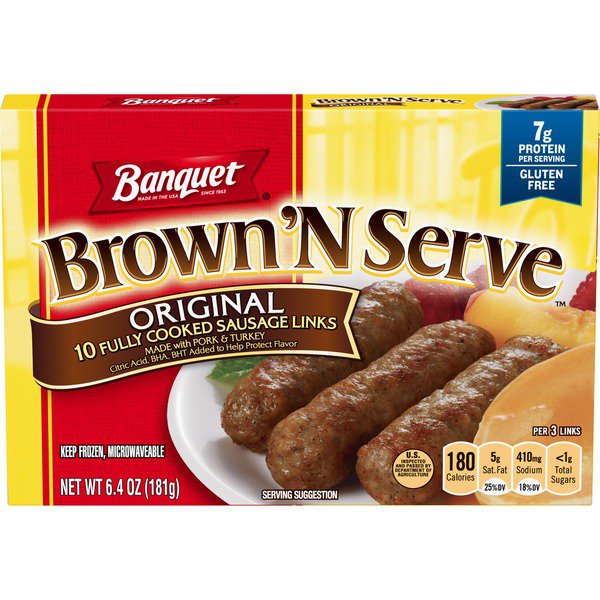 Banquet
Brown'N Serve
ORIGINAL
7g
PROTEIN
PER SERVING
GLUTEN
FREE
Banquet®
MADE IN THE USA SINCE 1953
Brown'N Serve™
ORIGINAL
10 FULLY COOKED SAUSAGE LINKS
MADE with PORK & TURKEY
Citric Acid, BHA, BHT Added to Help Protect Flavor
KEEP FROZEN, MICROWAVEABLE
NET WT 6.4 OZ (181g)
SERVING SUGGESTION
U.S.
INSPECTED
AND PASSED BY
DEPARTMENT OF
AGRICULTURE
PER 3 LINKS
180
Calories
5g
Sat. Fat
25% DV
410mg
Sodium
18% DV
<1g
Total
Sugars